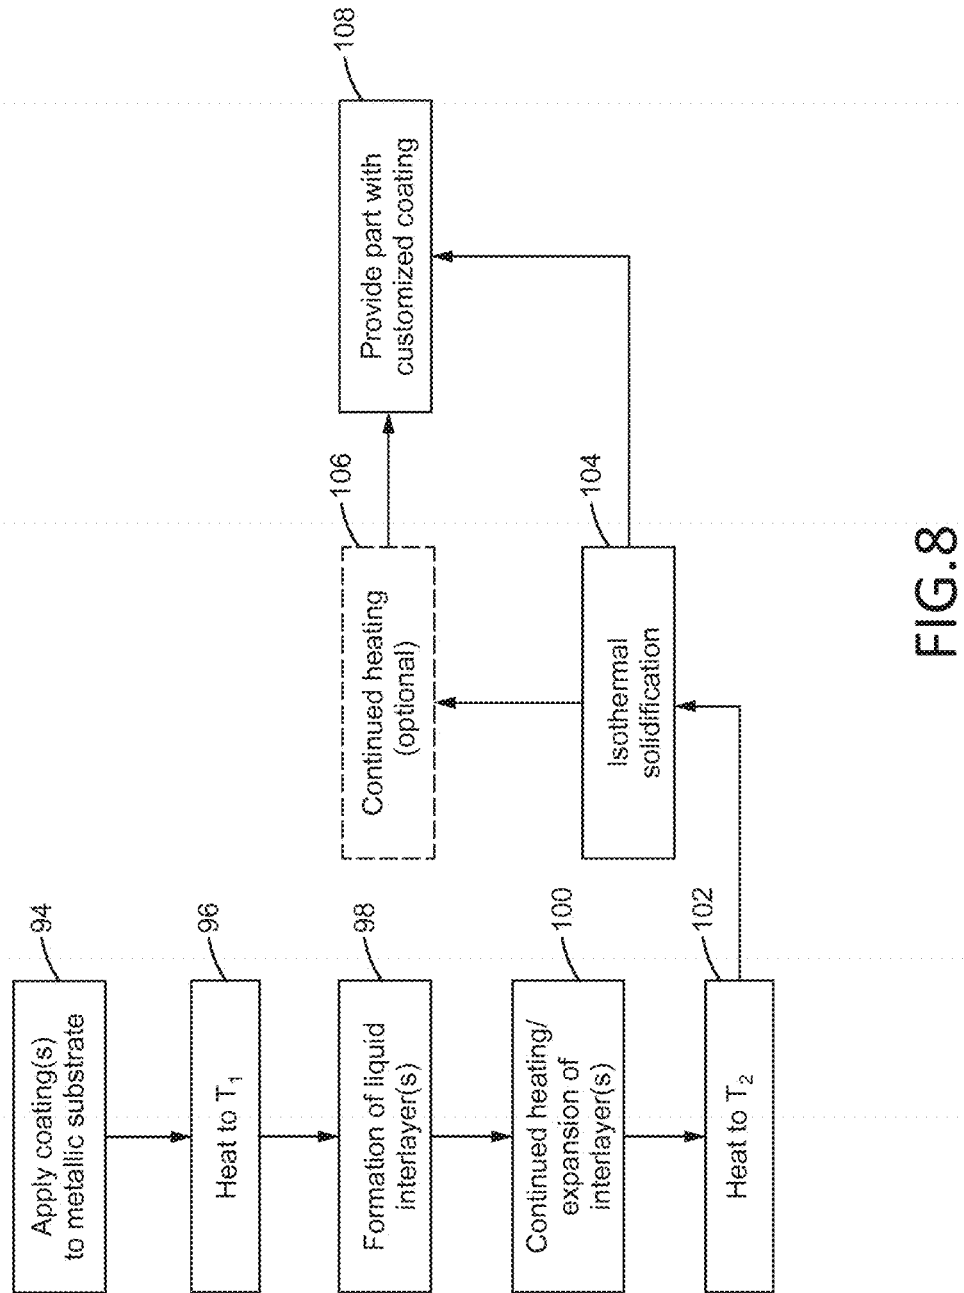 94
Apply coating(s)
to metallic substrate
96
Heat to T1
98
Formation of liquid
interlayer(s)
100
Continued heating/
expansion of
interlayer(s)
102
Heat to T2
104
Isothermal
solidification
106
Continued heating
(optional)
108
Provide part with
customized coating
FIG.8